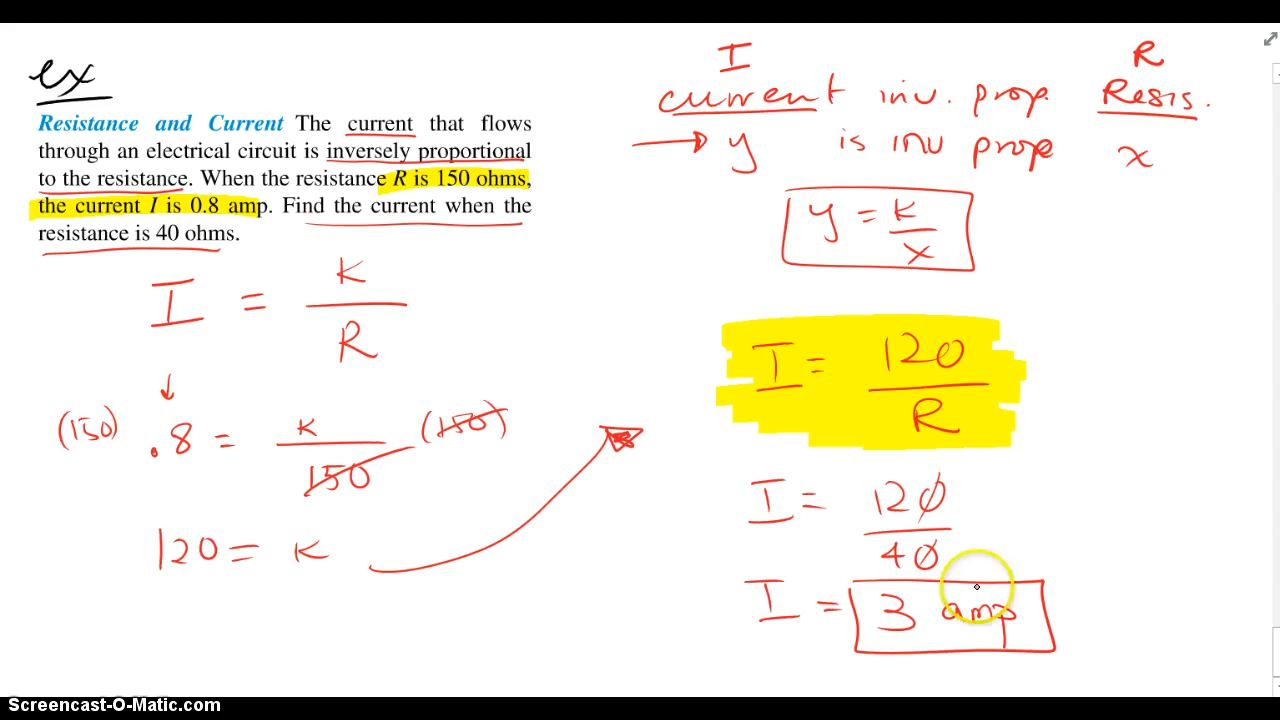 ex
Resistance and Current The current that flows
through an electrical circuit is inversely proportional
to the resistance. When the resistance R is 150 ohms,
the current I is 0.8 amp. Find the current when the
resistance is 40 ohms.
I = K / R
(150) .8 = K / 150 (150)
120 = K
I R
current inv. prop. Resis.
→ y is inv prop x
y = K / x
I = 120 / R
I = 120 / 40
I = 3 amp
Screencast-O-Matic.com